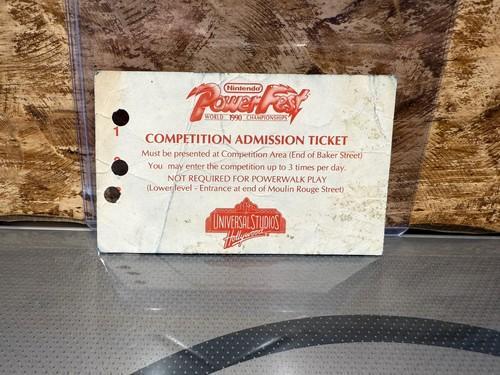 Nintendo
PowerFest
WORLD 1990 CHAMPIONSHIPS
COMPETITION ADMISSION TICKET
Must be presented at Competition Area (End of Baker Street)
You may enter the competition up to 3 times per day.
NOT REQUIRED FOR POWERWALK PLAY
(Lower level - Entrance at end of Moulin Rouge Street)
UNIVERSAL STUDIOS
Hollywood
1